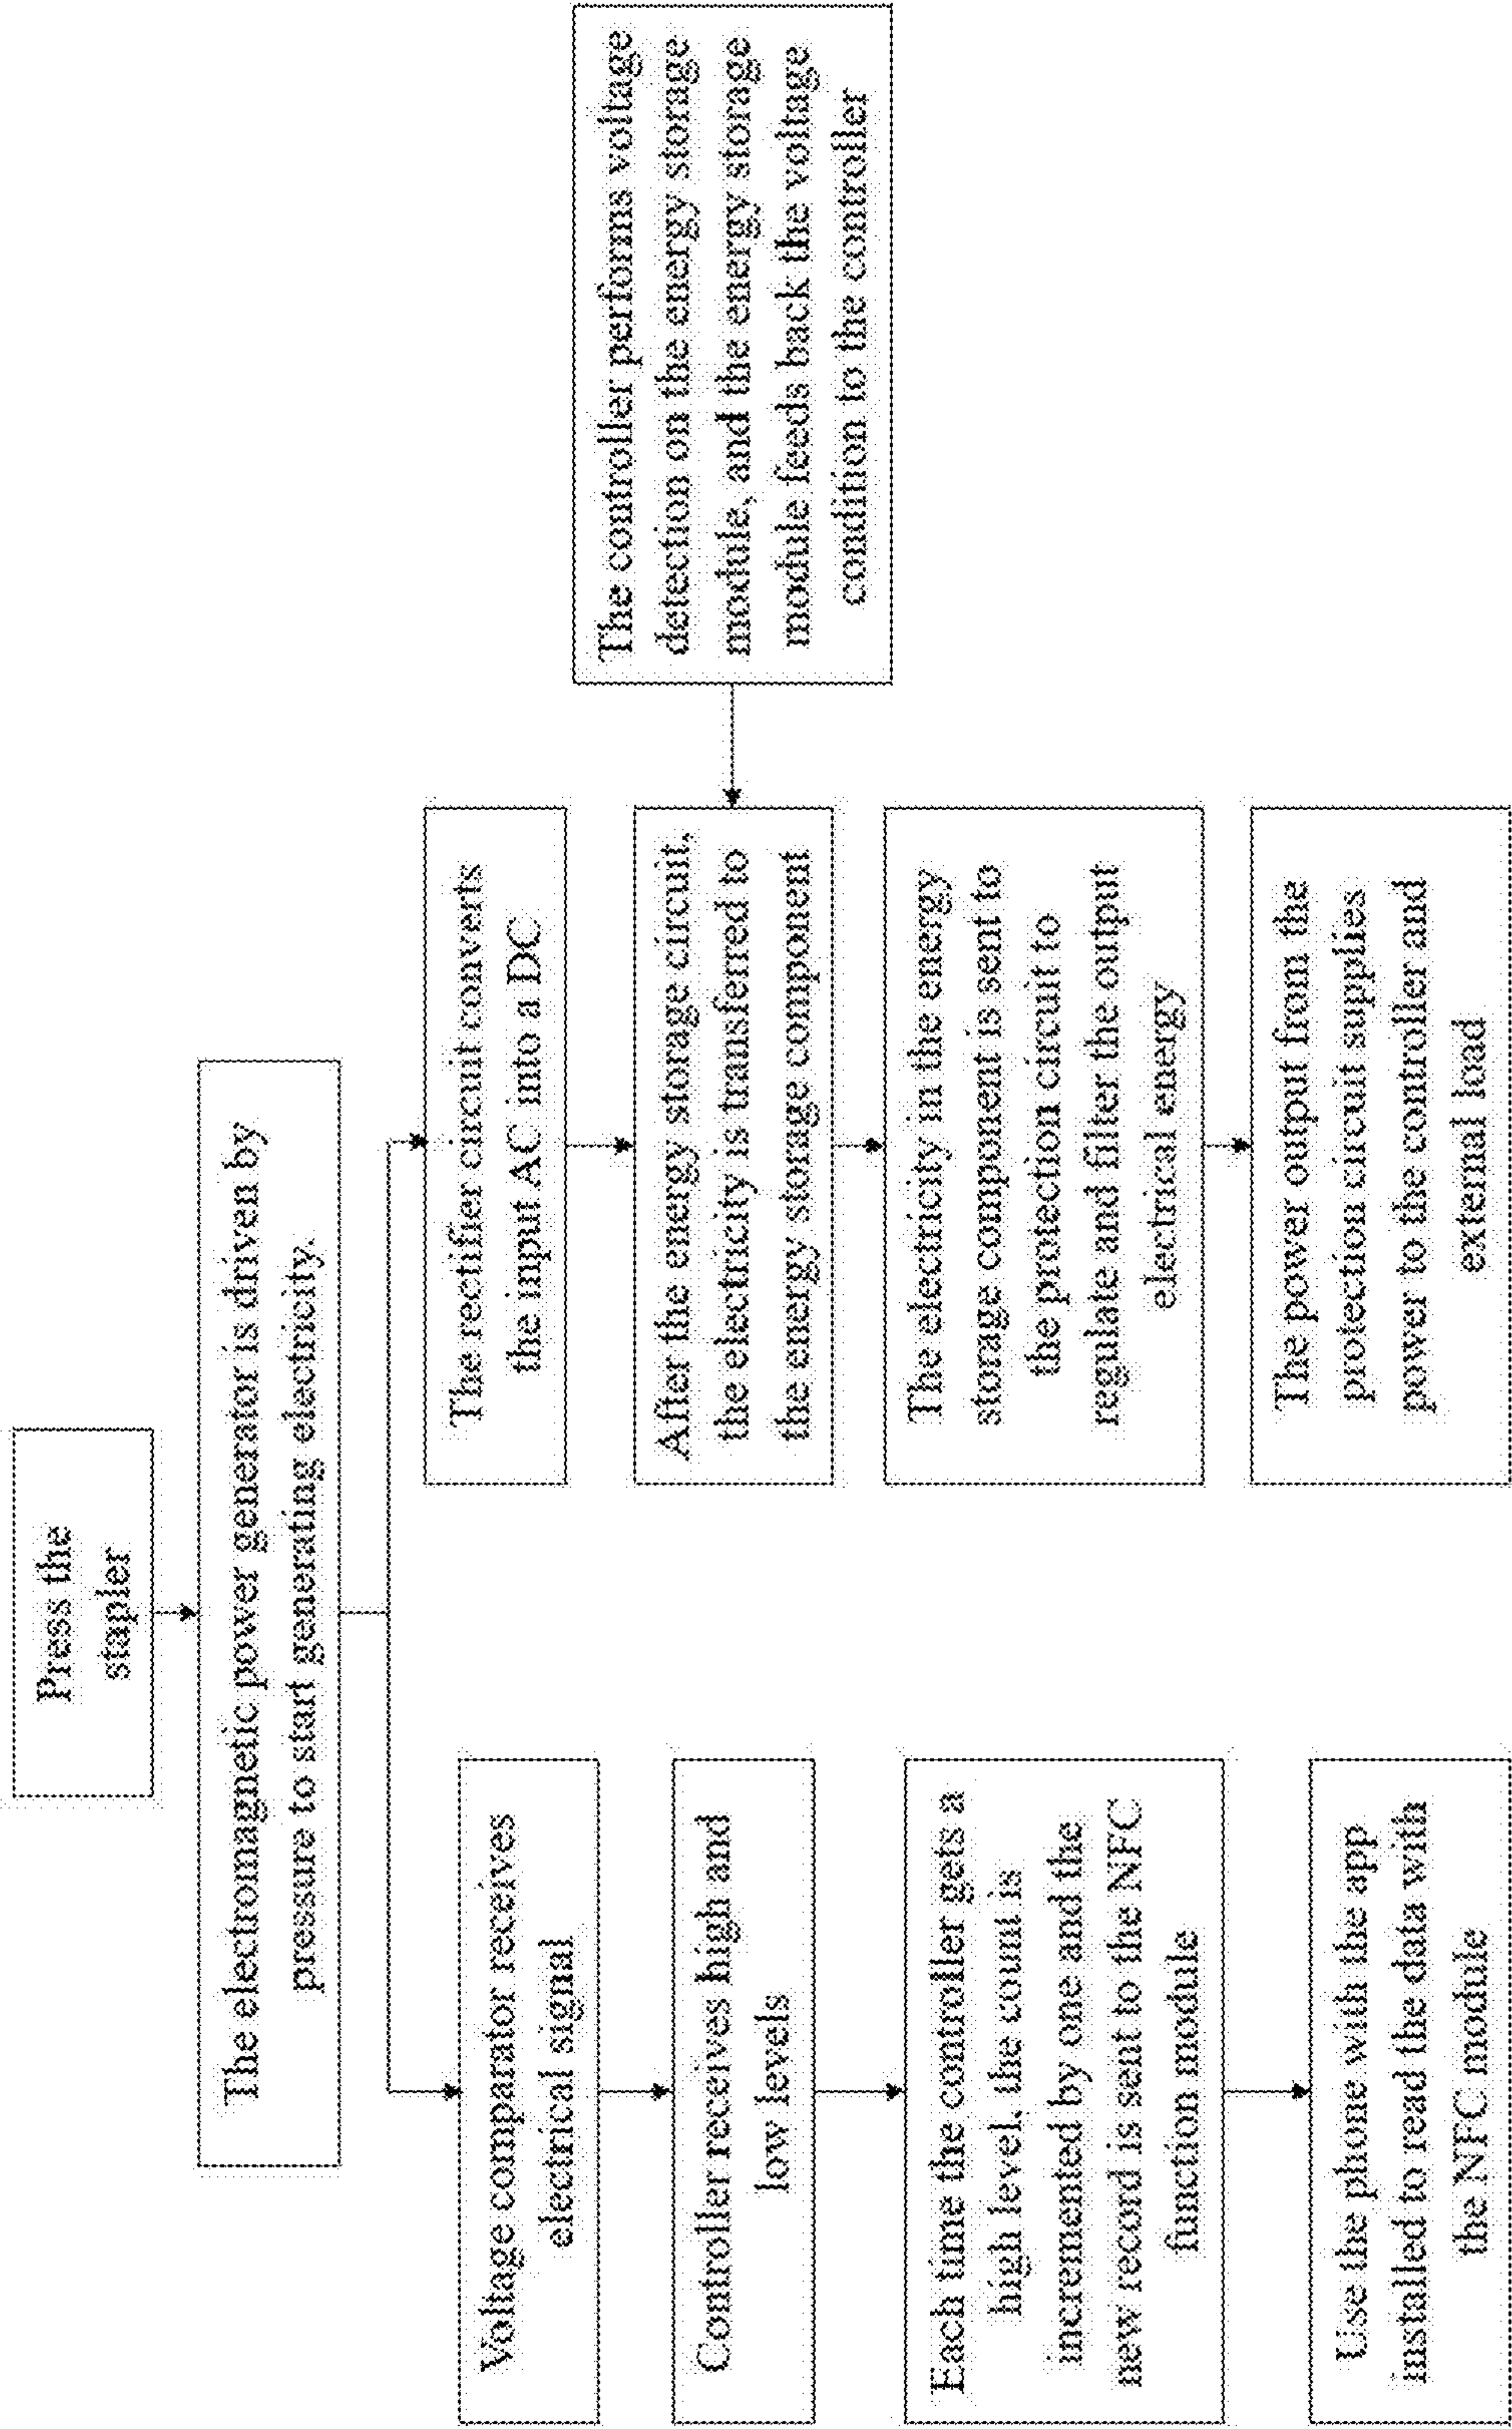 Press the
stapler
The electromagnetic power generator is driven by
pressure to start generating electricity.
Voltage comparator receives
electrical signal
Controller receives high and
low levels
Each time the controller gets a
high level, the count is
incremented by one and the
new record is sent to the NFC
function module
Use the phone with the app
installed to read the data with
the NFC module
The rectifier circuit converts
the input AC into a DC
After the energy storage circuit,
the electricity is transferred to
the energy storage component
The electricity in the energy
storage component is sent to
the protection circuit to
regulate and filter the output
electrical energy
The power output from the
protection circuit supplies
power to the controller and
external load
The controller performs voltage
detection on the energy storage
module, and the energy storage
module feeds back the voltage
condition to the controller